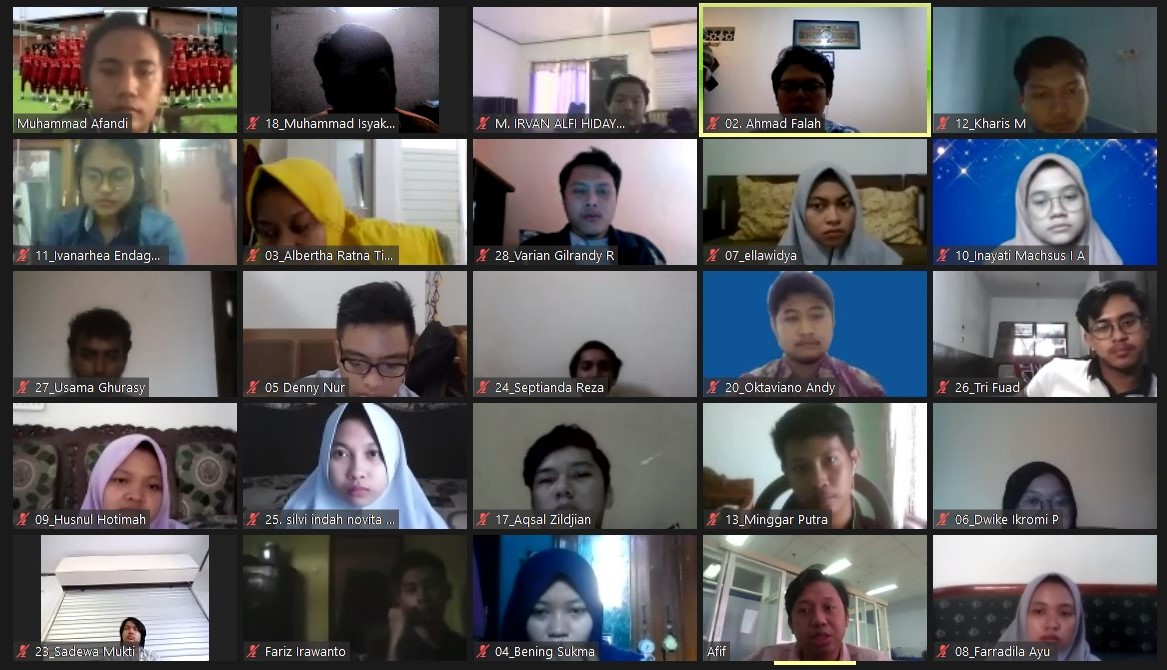 Muhammad Afandi
18_Muhammad Isyak...
M. IRVAN ALFI HIDAY...
02. Ahmad Falah
12_Kharis M
11_Ivanarhea Endag...
03_Albertha Ratna Ti...
28_Varian Gilrandry R
07_ellawidya
10_Inayati Machsus I A
27_Usama Ghurasy
05 Denny Nur
24_Septianda Reza
20_Oktaviano Andy
26_Tri Fuad
09_Husnul Hotimah
25. silvi indah novita ...
17_Aqsal Zildjian
13_Minggar Putra
06_Dwike Ikromi P
23_Sadewa Mukti
Fariz Irawanto
04_Bening Sukma
Afif
08_Farradila Ayu